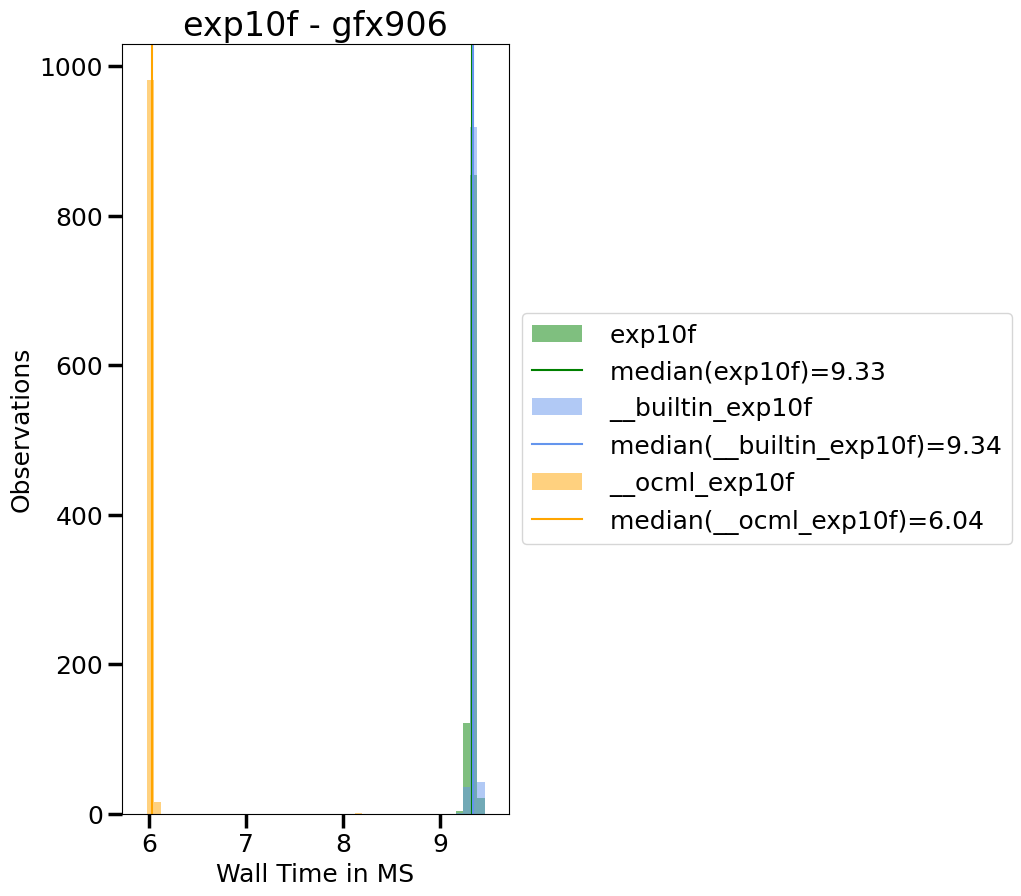 exp10f - gfx906
1000
800
600
400
200
0
Observations
6 7 8 9
Wall Time in MS
exp10f
median(exp10f)=9.33
__builtin_exp10f
median(__builtin_exp10f)=9.34
__ocml_exp10f
median(__ocml_exp10f)=6.04